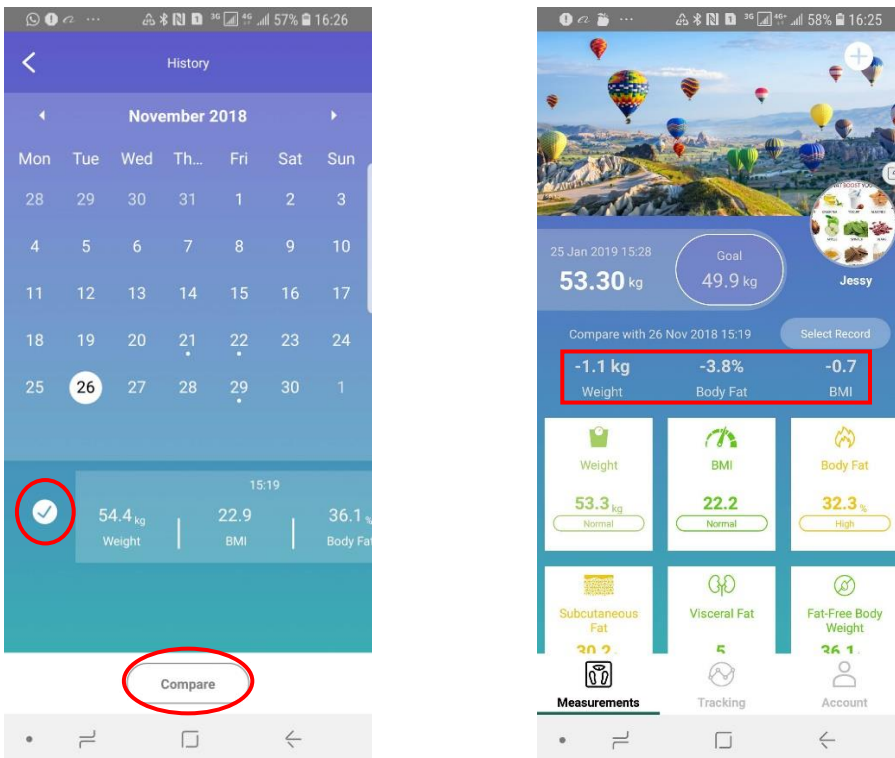 57% 16:26
History
November 2018
Mon Tue Wed Th... Fri Sat Sun
28 29 30 31 1 2 3
4 5 6 7 8 9 10
11 12 13 14 15 16 17
18 19 20 21 22 23 24
25 26 27 28 29 30 1
15:19
54.4 kg 22.9 36.1 %
Weight BMI Body Fa
Compare
58% 16:25
25 Jan 2019 15:28
53.30 kg
Goal
49.9 kg
Jessy
Compare with 26 Nov 2018 15:19 Select Record
-1.1 kg -3.8% -0.7
Weight Body Fat BMI
Weight BMI Body Fat
53.3 kg 22.2 32.3 %
Normal Normal High
Subcutaneous Fat Visceral Fat Fat-Free Body Weight
30.2 5 36.1
Measurements Tracking Account